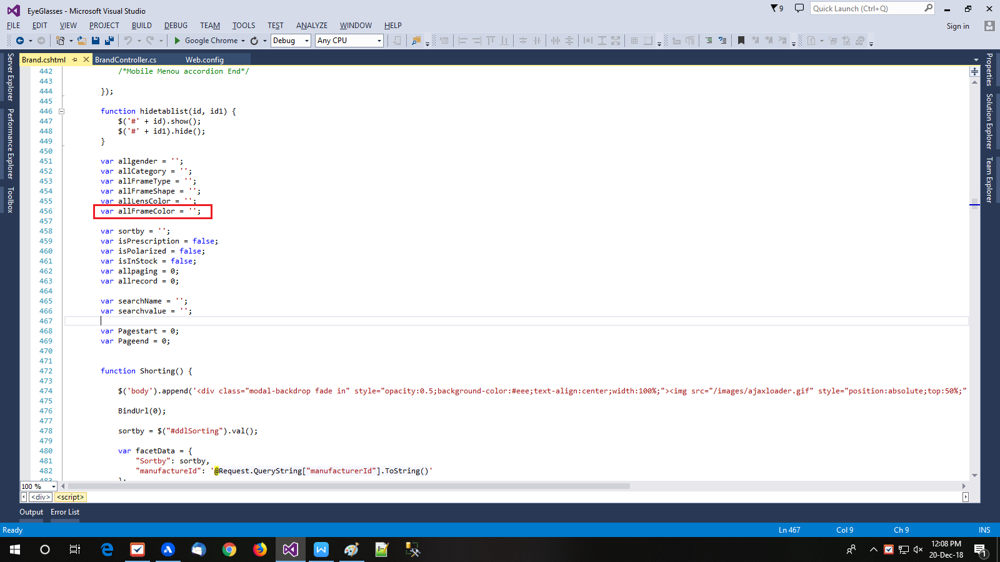 EyeGlasses - Microsoft Visual Studio
9
Quick Launch (Ctrl+Q)
FILE EDIT VIEW PROJECT BUILD DEBUG TEAM TOOLS TEST ANALYZE WINDOW HELP
Sign in
Google Chrome Debug Any CPU
Brand.cshtml BrandController.cs Web.config
Server Explorer
Performance Explorer
Toolbox
Properties
Solution Explorer
Team Explorer
442 /*Mobile Menou accordion End*/
443
444 });
445
446 function hidetablist(id, id1) {
447 $('#' + id).show();
448 $('#' + id1).hide();
449 }
450
451 var allgender = '';
452 var allCategory = '';
453 var allFrameType = '';
454 var allFrameShape = '';
455 var allLensColor = '';
456 var allFrameColor = '';
457
458 var sortby = '';
459 var isPrescription = false;
460 var isPolarized = false;
461 var isInStock = false;
462 var allpaging = 0;
463 var allrecord = 0;
464
465 var searchName = '';
466 var searchvalue = '';
467
468 var Pagestart = 0;
469 var Pageend = 0;
470
471
472 function Shorting() {
473
474 $('body').append('<div class="modal-backdrop fade in" style="opacity:0.5;background-color:#eee;text-align:center;width:100%;"><img src="/images/ajaxloader.gif" style="position:absolute;top:50%;"
475
476 BindUrl(0);
477
478 sortby = $("#ddlSorting").val();
479
480 var facetData = {
481 "Sortby": sortby,
482 "manufactureId": '@Request.QueryString["manufacturerId"].ToString()'
483 };
100 %
<div> <script>
Output Error List
Ready Ln 467 Col 9 Ch 9 INS
12:08 PM
20-Dec-18
1